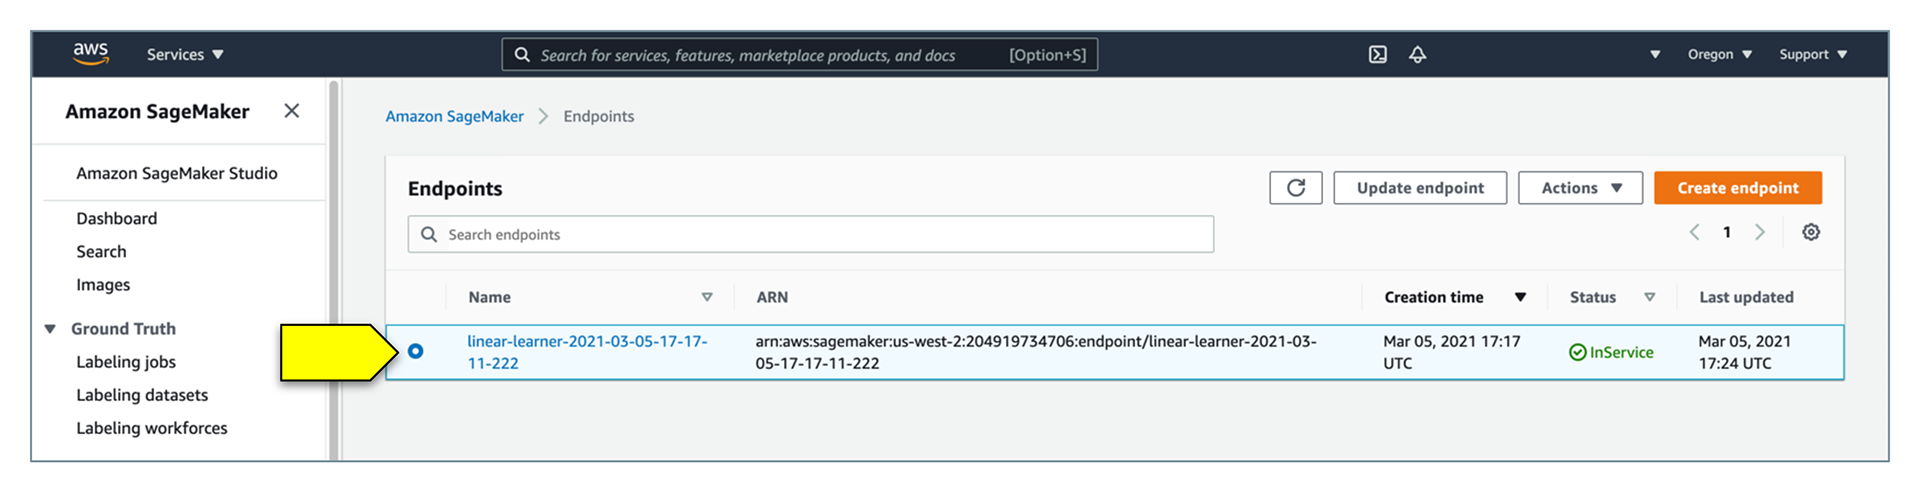 aws Services Search for services, features, marketplace products, and docs [Option+S] Oregon Support
Amazon SageMaker
Amazon SageMaker Studio
Dashboard
Search
Images
Ground Truth
Labeling jobs
Labeling datasets
Labeling workforces
Amazon SageMaker Endpoints
Endpoints
Update endpoint Actions Create endpoint
Search endpoints
1
Name ARN Creation time Status Last updated
linear-learner-2021-03-05-17-17-
11-222
arn:aws:sagemaker:us-west-2:204919734706:endpoint/linear-learner-2021-03-
05-17-17-11-222
Mar 05, 2021 17:17
UTC
InService
Mar 05, 2021
17:24 UTC